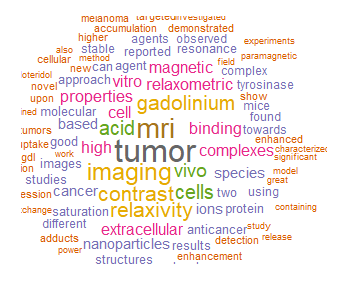 melanoma targeted investigated
accumulation demonstrated
higher agents observed
also stable reported resonance experiments
cellular method magnetic field paramagnetic
new can agent complex
oteridol approach vitro relaxometric tyrosinase
novel properties gadolinium show
upon cell mice
ined molecular found
tumors based acid mri binding towards
ptake good high enhanced
gdl work tumor complexes characterized
images significant
ion imaging vivo species model
studies great
ession cancer contrast cells two using
xchange saturation relaxivity ions protein containing
different extracellular anticancer study
adducts nanoparticles results detection release
power structures enhancement